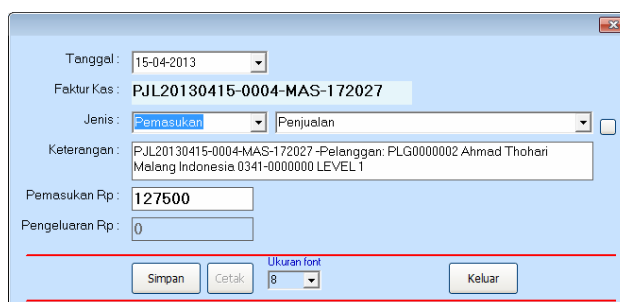 Tanggal : 15-04-2013
Faktur Kas : PJL20130415-0004-MAS-172027
Jenis : Pemasukan Penjualan
Keterangan : PJL20130415-0004-MAS-172027 -Pelanggan: PLG0000002 Ahmad Thohari
Malang Indonesia 0341-0000000 LEVEL 1
Pemasukan Rp : 127500
Pengeluaran Rp : 0
Ukuran font
Simpan Cetak 8 Keluar